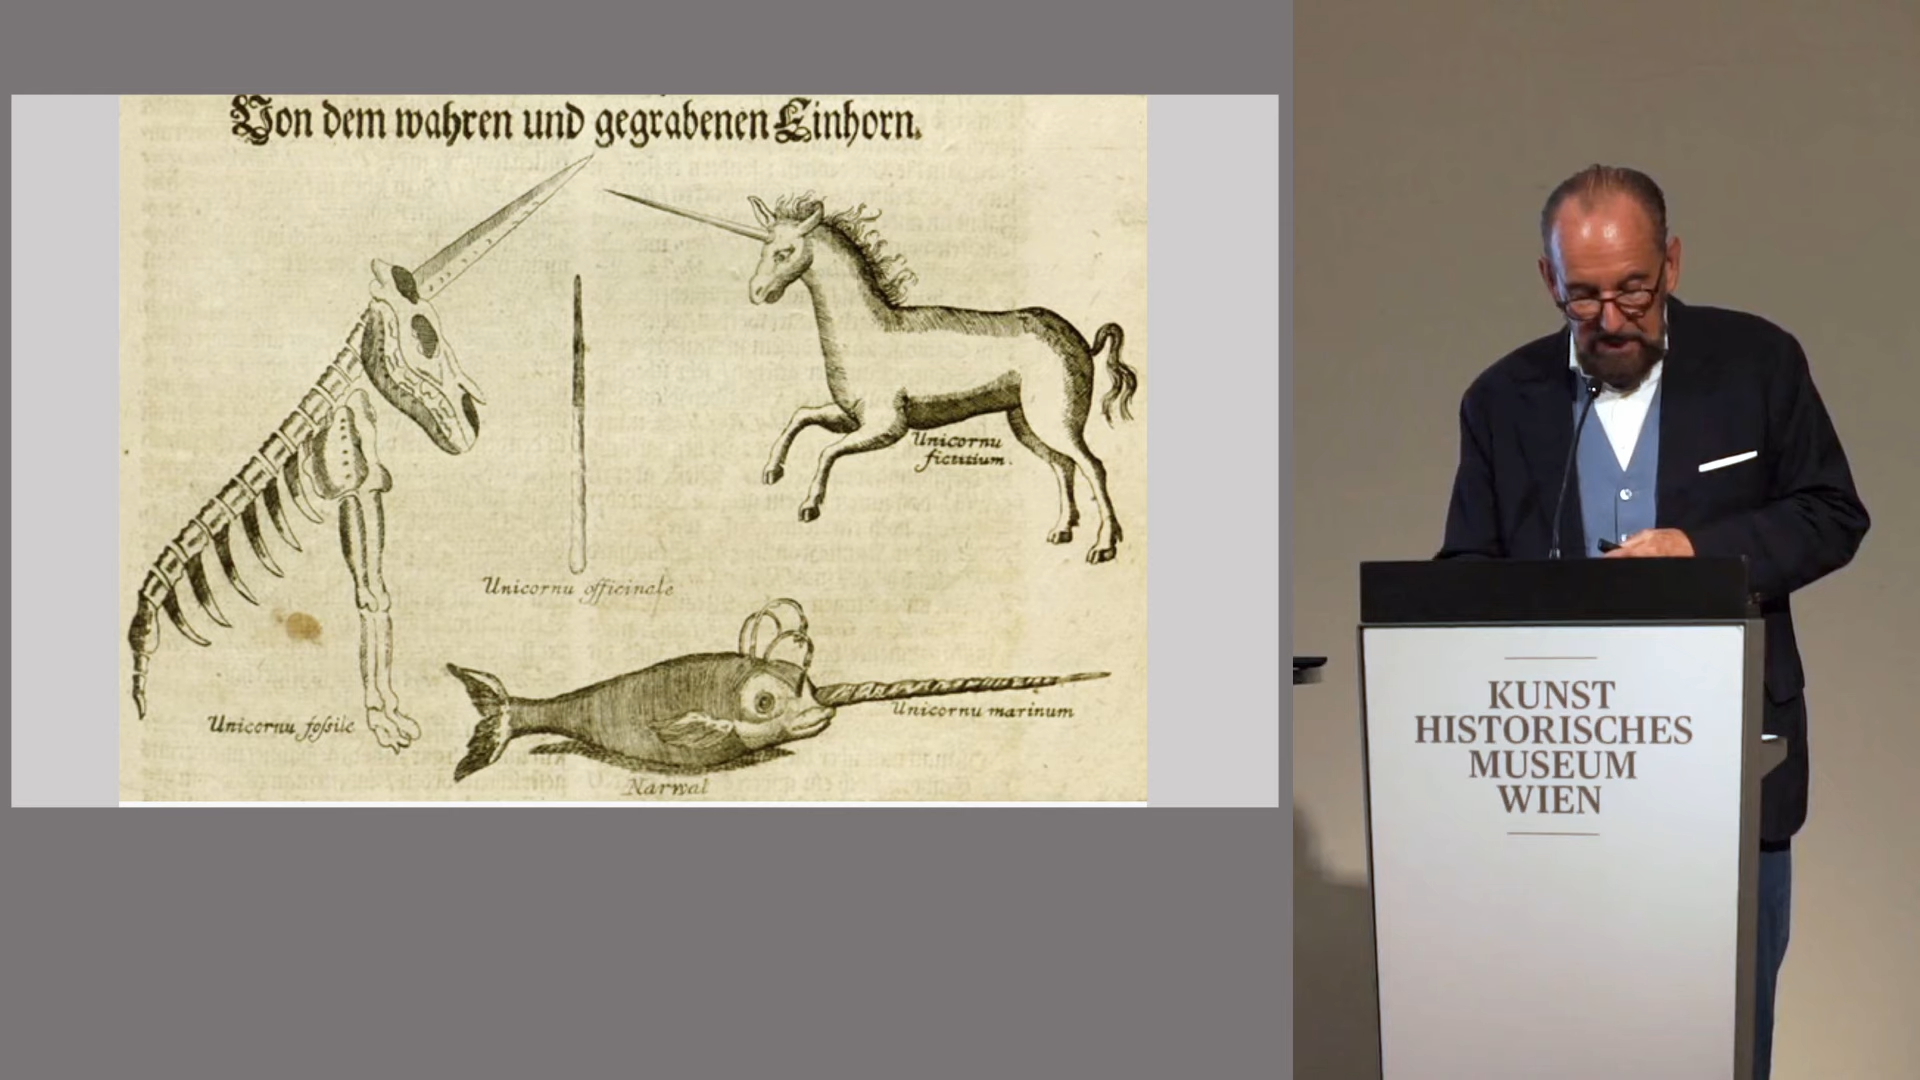 Von dem wahren und gegrabenen Einhorn.
Unicornu fictitium.
Unicornu officinale
Unicornu fossile
Unicornu marinum
Narwal
KUNST
HISTORISCHES
MUSEUM
WIEN